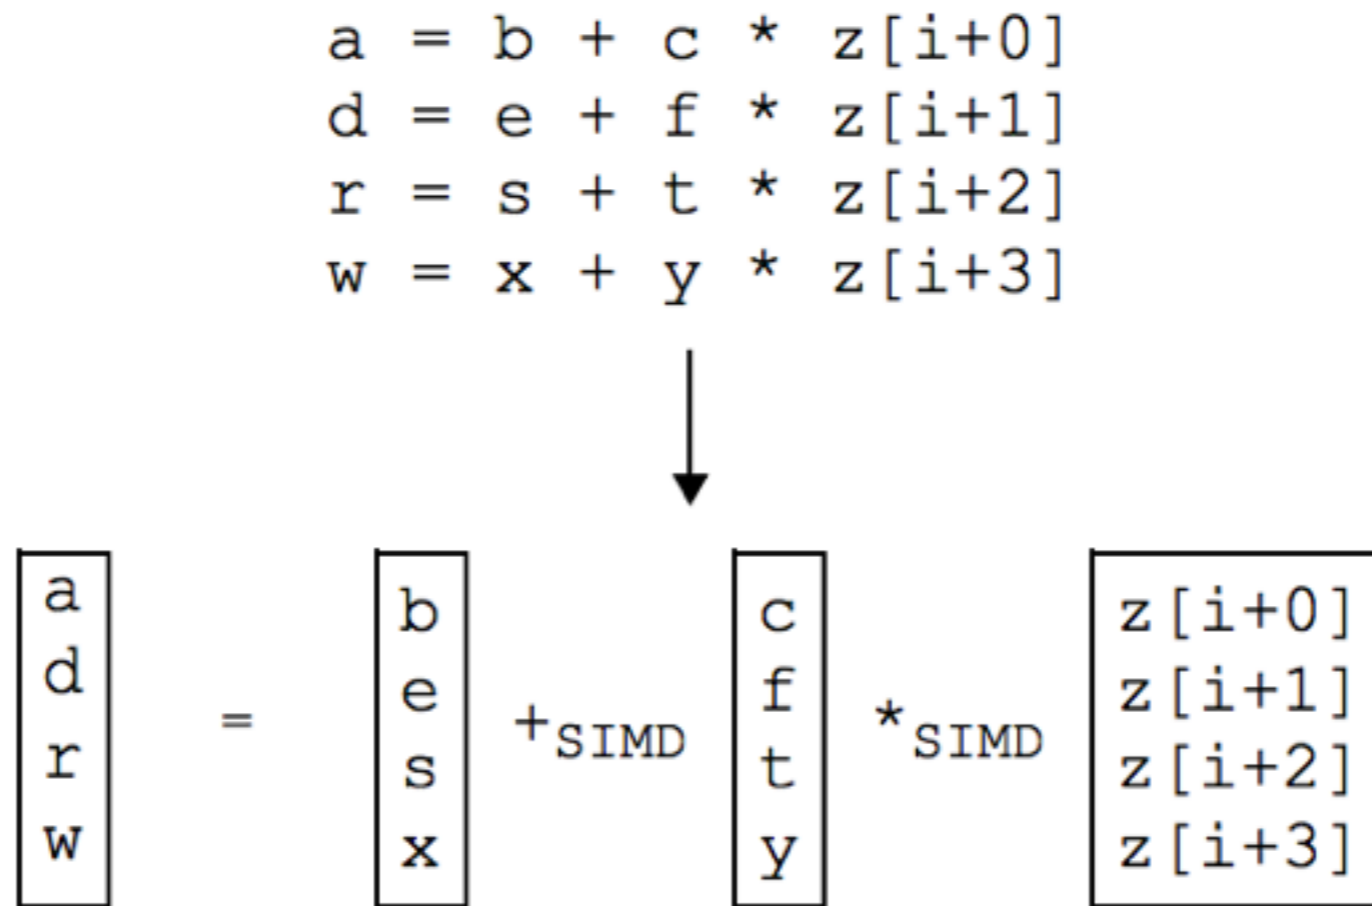 a = b + c * z[i+0]
d = e + f * z[i+1]
r = s + t * z[i+2]
w = x + y * z[i+3]
a b c z[i+0]
d e f z[i+1]
= +SIMD *SIMD
r s t z[i+2]
w x y z[i+3]